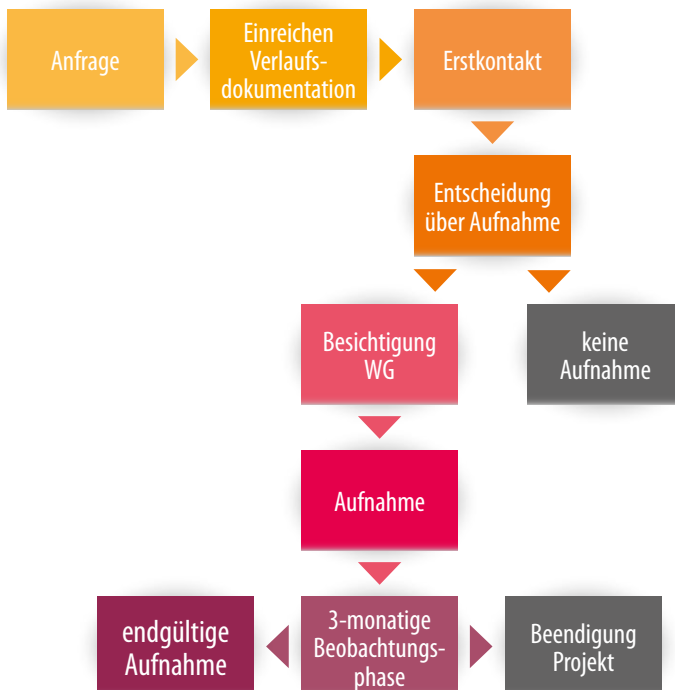 Anfrage
Einreichen
Verlaufs-
dokumentation
Erstkontakt
Entscheidung
über Aufnahme
Besichtigung
WG
keine
Aufnahme
Aufnahme
endgültige
Aufnahme
3-monatige
Beobachtungs-
phase
Beendigung
Projekt